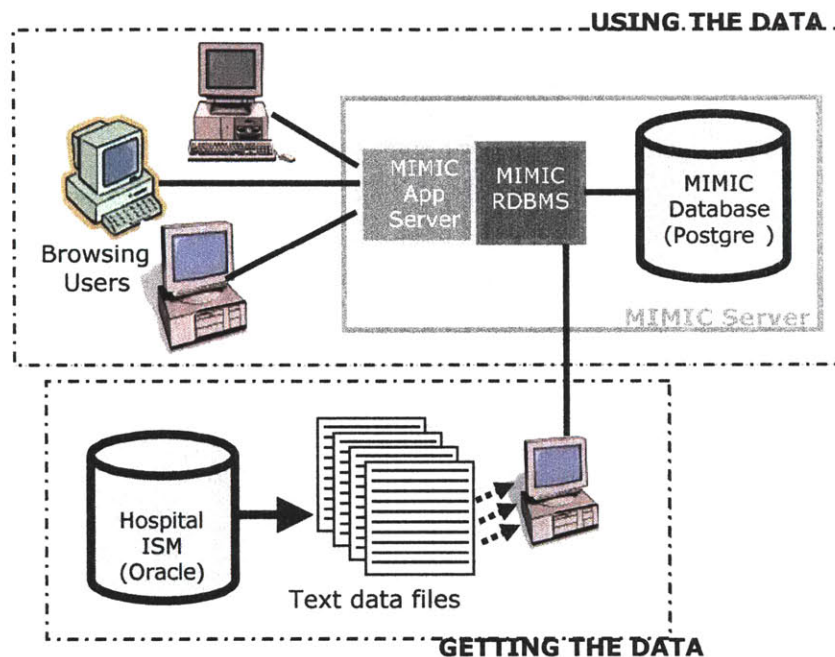 USING THE DATA
MIMIC
App
Server
MIMIC
RDBMS
MIMIC
Database
(Postgre )
Browsing
Users
MIMIC Server
Hospital
ISM
(Oracle)
Text data files
GETTING THE DATA